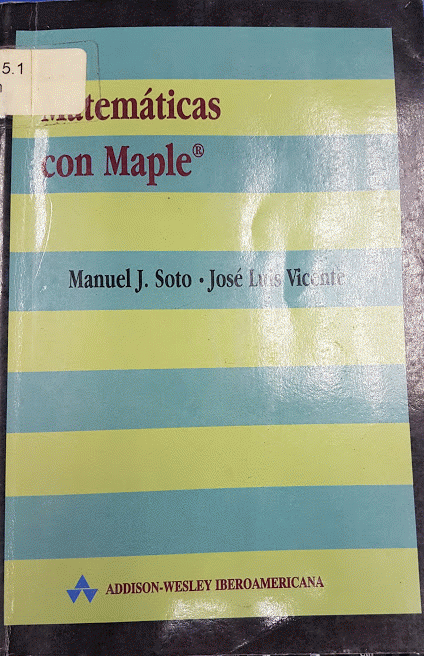 5.1
Matemáticas
con Maple®
Manuel J. Soto • José Luis Vicente
ADDISON-WESLEY IBEROAMERICANA